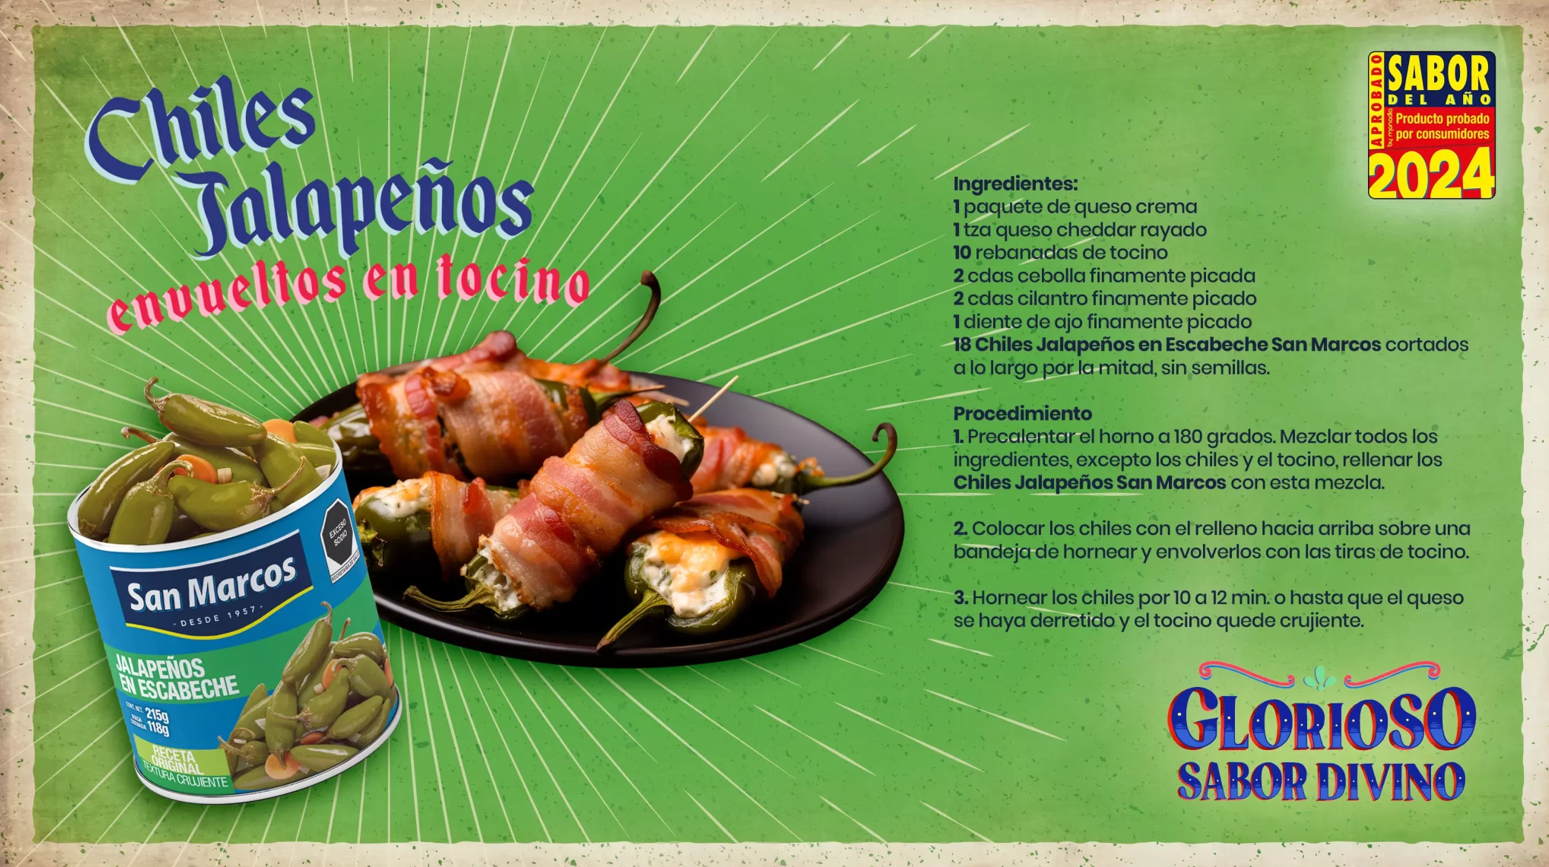 Chiles
Jalapeños
envueltos en tocino
APROBADO
SABOR
DEL AÑO
Producto probado
por consumidores
2024
Ingredientes:
1 paquete de queso crema
1 tza queso cheddar rayado
10 rebanadas de tocino
2 cdas cebolla finamente picada
2 cdas cilantro finamente picado
1 diente de ajo finamente picado
18 Chiles Jalapeños en Escabeche San Marcos cortados
a lo largo por la mitad, sin semillas.
Procedimiento
1. Precalentar el horno a 180 grados. Mezclar todos los
ingredientes, excepto los chiles y el tocino, rellenar los
Chiles Jalapeños San Marcos con esta mezcla.
2. Colocar los chiles con el relleno hacia arriba sobre una
bandeja de hornear y envolverlos con las tiras de tocino.
3. Hornear los chiles por 10 a 12 min. o hasta que el queso
se haya derretido y el tocino quede crujiente.
EXCESO
SODIO
San Marcos
· DESDE 1957 ·
JALAPEÑOS
EN ESCABECHE
CONT. NET. 215g
118g
RECETA
ORIGINAL
TEXTURA CRUJIENTE
GLORIOSO
SABOR DIVINO